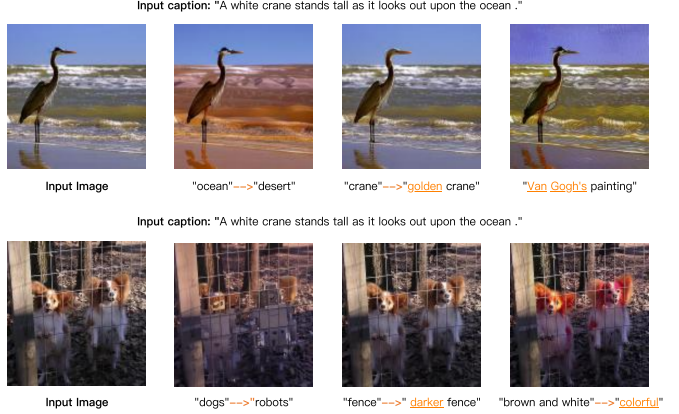 Input caption: "A white crane stands tall as it looks out upon the ocean ."
Input Image
"ocean"-->"desert"
"crane"-->"golden crane"
"Van Gogh's painting"
Input caption: "A white crane stands tall as it looks out upon the ocean ."
Input Image
"dogs"-->"robots"
"fence"-->" darker fence"
"brown and white"-->"colorful"